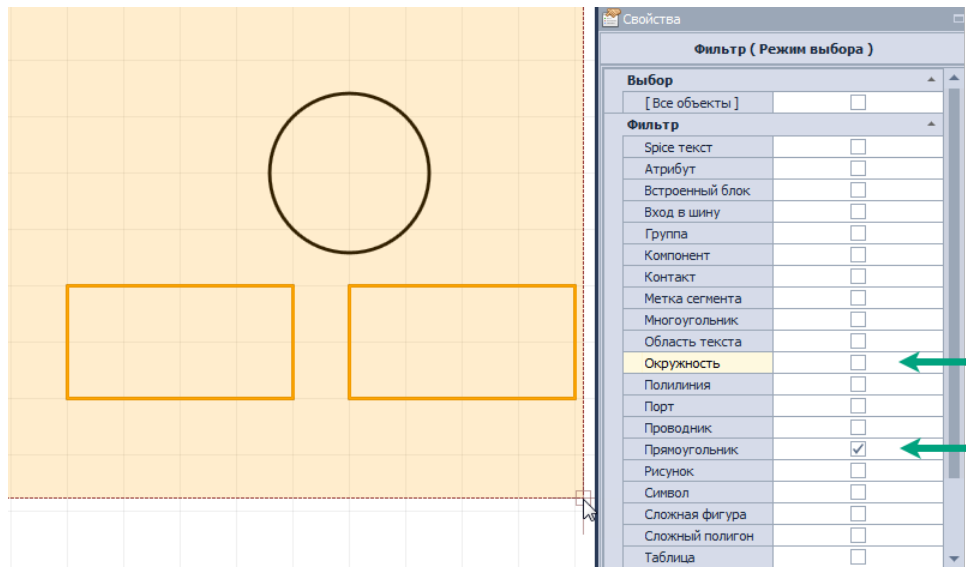 Свойства
Фильтр ( Режим выбора )
Выбор
[ Все объекты ]
Фильтр
Spice текст
Атрибут
Встроенный блок
Вход в шину
Группа
Компонент
Контакт
Метка сегмента
Многоугольник
Область текста
Окружность
Полилиния
Порт
Проводник
Прямоугольник
Рисунок
Символ
Сложная фигура
Сложный полигон
Таблица